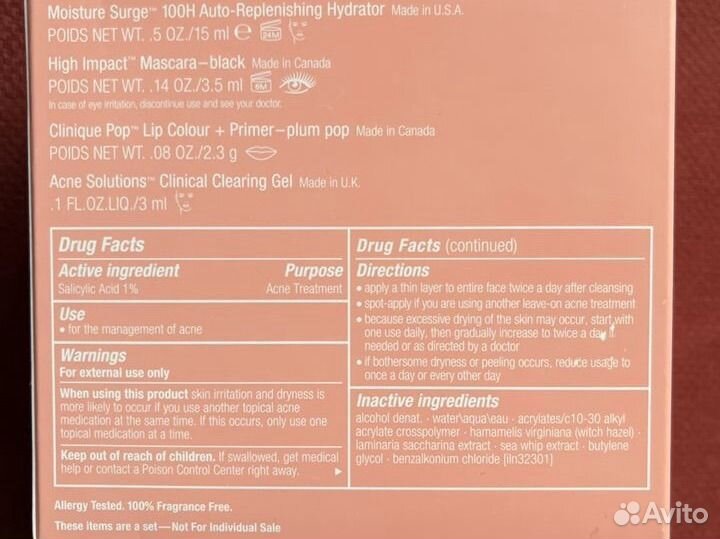 Moisture Surge™ 100H Auto-Replenishing Hydrator Made in U.S.A.
POIDS NET WT. .5 OZ./15 ml ℮ 24M
High Impact™ Mascara–black Made in Canada
POIDS NET WT. .14 OZ./3.5 ml 6M
In case of eye irritation, discontinue use and see your doctor.
Clinique Pop™ Lip Colour + Primer–plum pop Made in Canada
POIDS NET WT. .08 OZ./2.3 g
Acne Solutions™ Clinical Clearing Gel Made in U.K.
.1 FL.OZ.LIQ./3 ml
Drug Facts
Active ingredient Purpose
Salicylic Acid 1% Acne Treatment
Use
• for the management of acne
Warnings
For external use only
When using this product skin irritation and dryness is
more likely to occur if you use another topical acne
medication at the same time. If this occurs, only use one
topical medication at a time.
Keep out of reach of children. If swallowed, get medical
help or contact a Poison Control Center right away. ▶
Drug Facts (continued)
Directions
• apply a thin layer to entire face twice a day after cleansing
• spot-apply if you are using another leave-on acne treatment
• because excessive drying of the skin may occur, start with
one use daily, then gradually increase to twice a day if
needed or as directed by a doctor
• if bothersome dryness or peeling occurs, reduce usage to
once a day or every other day
Inactive ingredients
alcohol denat. · water\aqua\eau · acrylates/c10-30 alkyl
acrylate crosspolymer · hamamelis virginiana (witch hazel) ·
laminaria saccharina extract · sea whip extract · butylene
glycol · benzalkonium chloride [iln32301]
Allergy Tested. 100% Fragrance Free.
These items are a set—Not For Individual Sale
Avito